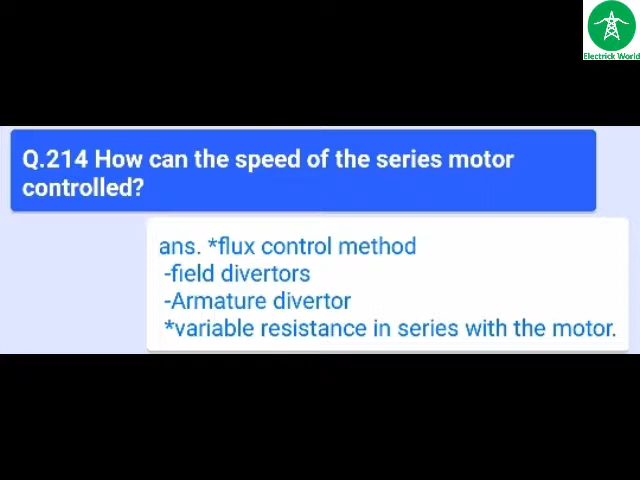 Electrick World
Q.214 How can the speed of the series motor
controlled?
ans. *flux control method
-field divertors
-Armature divertor
*variable resistance in series with the motor.